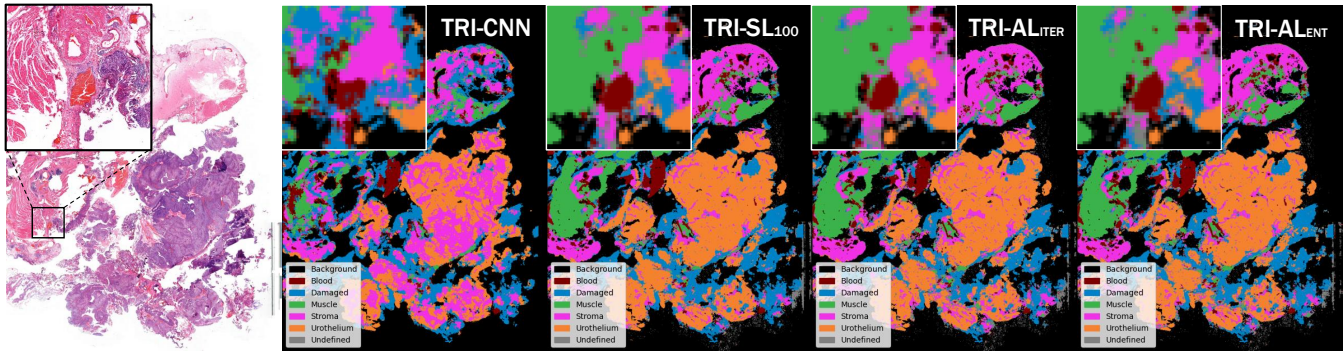 TRI-CNN
TRI-SL100
TRI-ALITER
TRI-ALENT
Background
Blood
Damaged
Muscle
Stroma
Urothelium
Undefined
Background
Blood
Damaged
Muscle
Stroma
Urothelium
Undefined
Background
Blood
Damaged
Muscle
Stroma
Urothelium
Undefined
Background
Blood
Damaged
Muscle
Stroma
Urothelium
Undefined